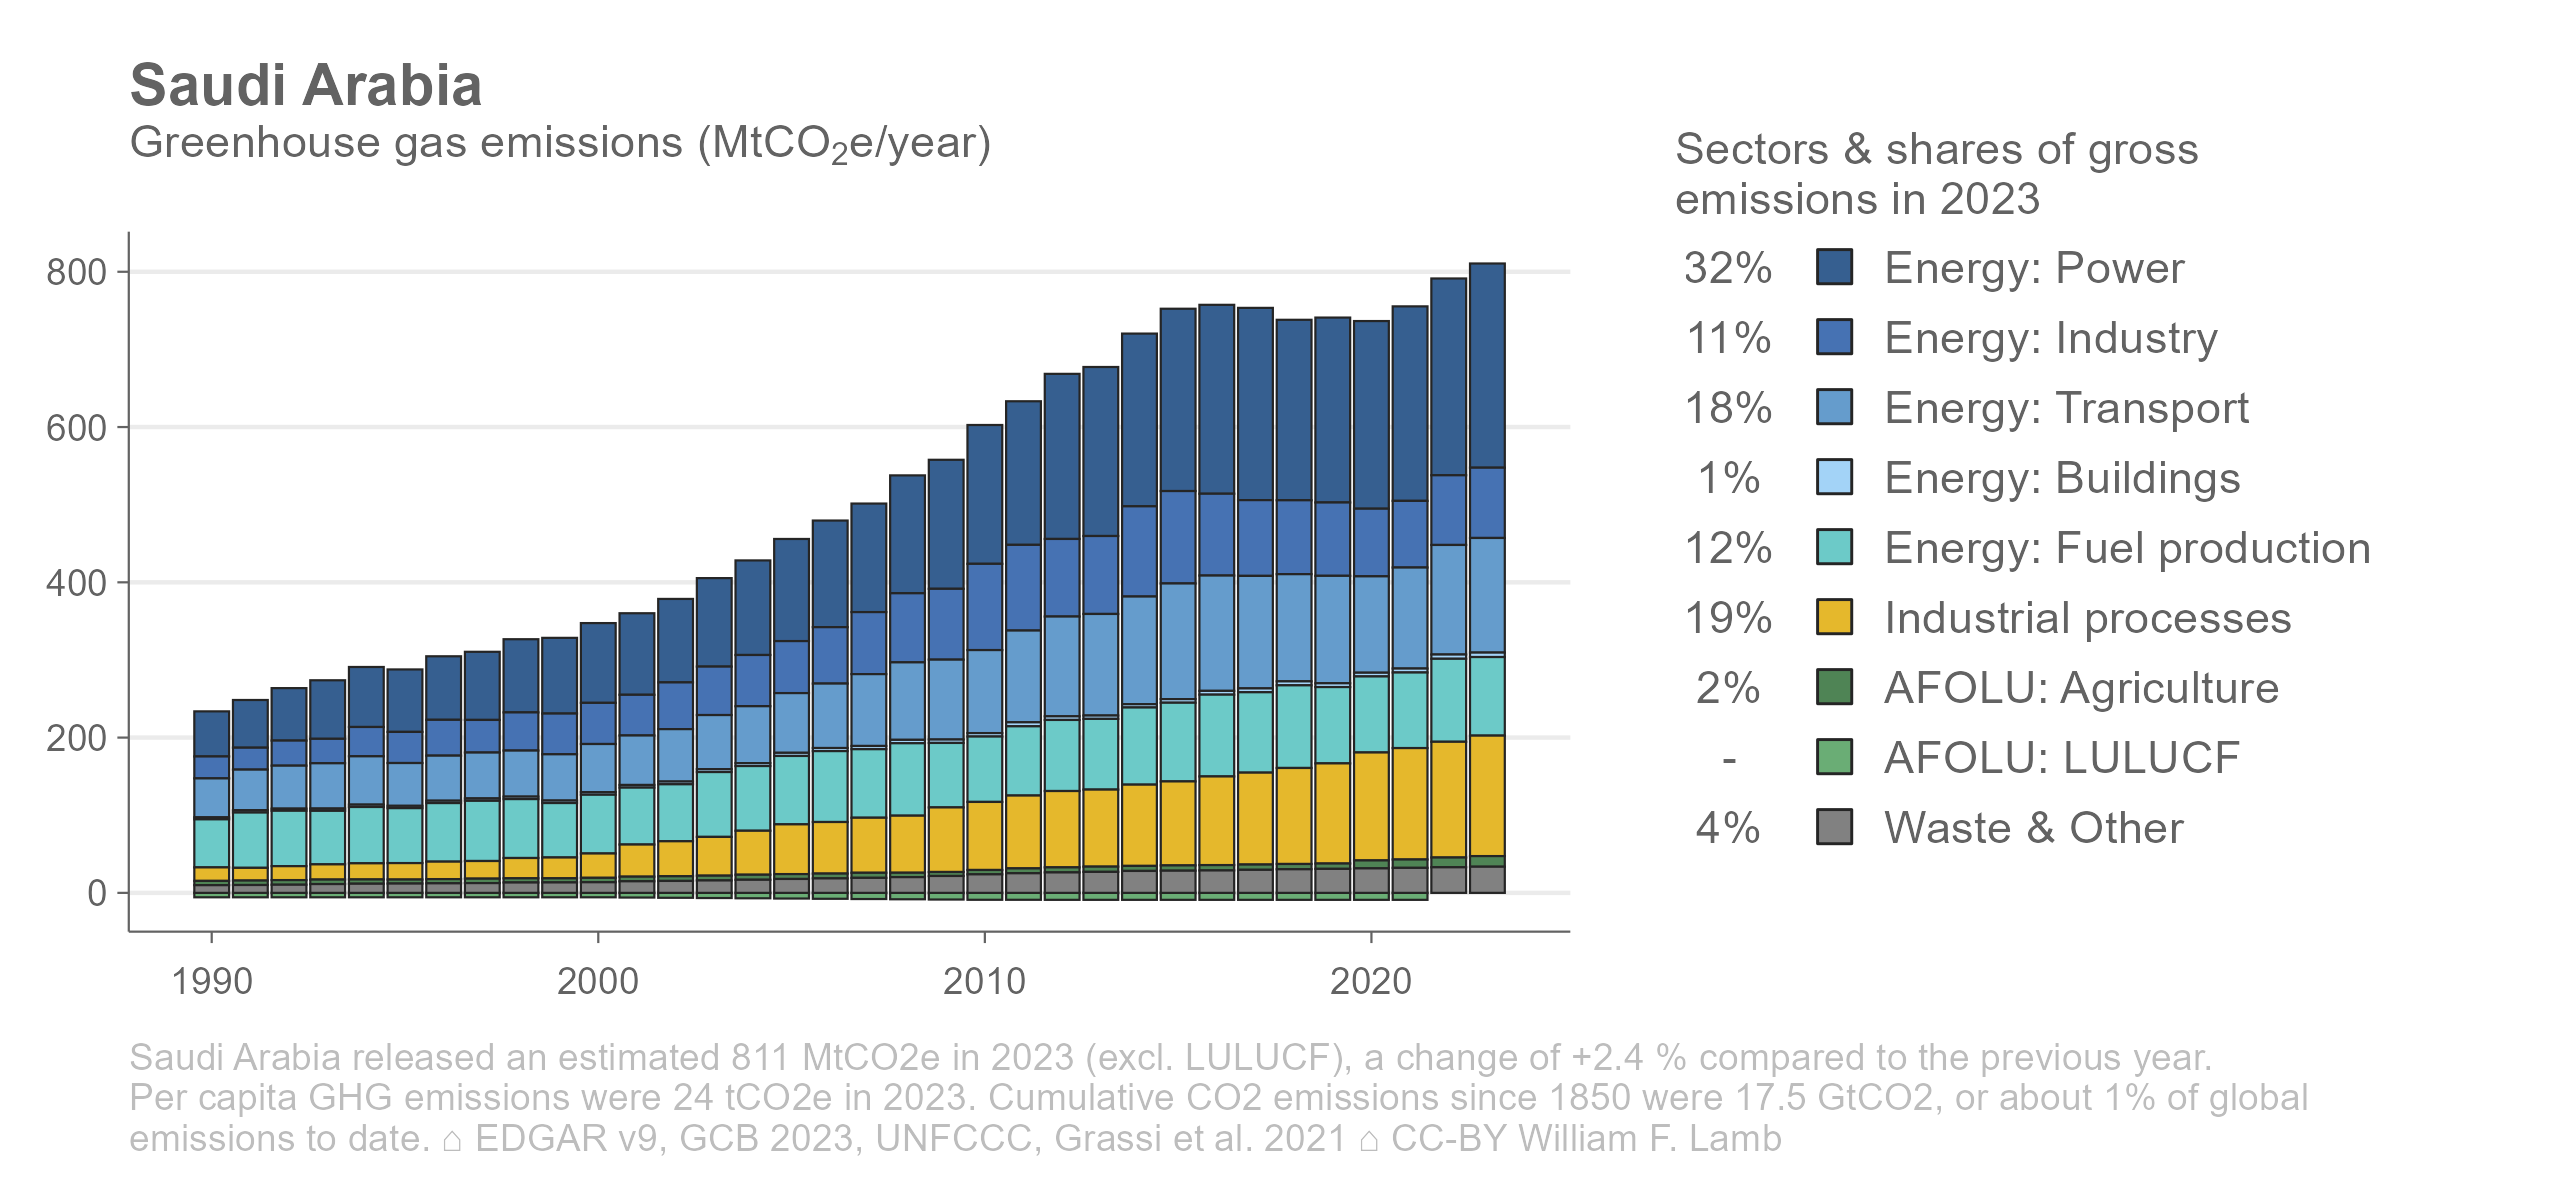 Saudi Arabia
Greenhouse gas emissions (MtCO₂e/year)
800
600
400
200
0
1990
2000
2010
2020
Sectors & shares of gross
emissions in 2023
32% Energy: Power
11% Energy: Industry
18% Energy: Transport
1% Energy: Buildings
12% Energy: Fuel production
19% Industrial processes
2% AFOLU: Agriculture
- AFOLU: LULUCF
4% Waste & Other
Saudi Arabia released an estimated 811 MtCO2e in 2023 (excl. LULUCF), a change of +2.4 % compared to the previous year.
Per capita GHG emissions were 24 tCO2e in 2023. Cumulative CO2 emissions since 1850 were 17.5 GtCO2, or about 1% of global
emissions to date. ⌂ EDGAR v9, GCB 2023, UNFCCC, Grassi et al. 2021 ⌂ CC-BY William F. Lamb